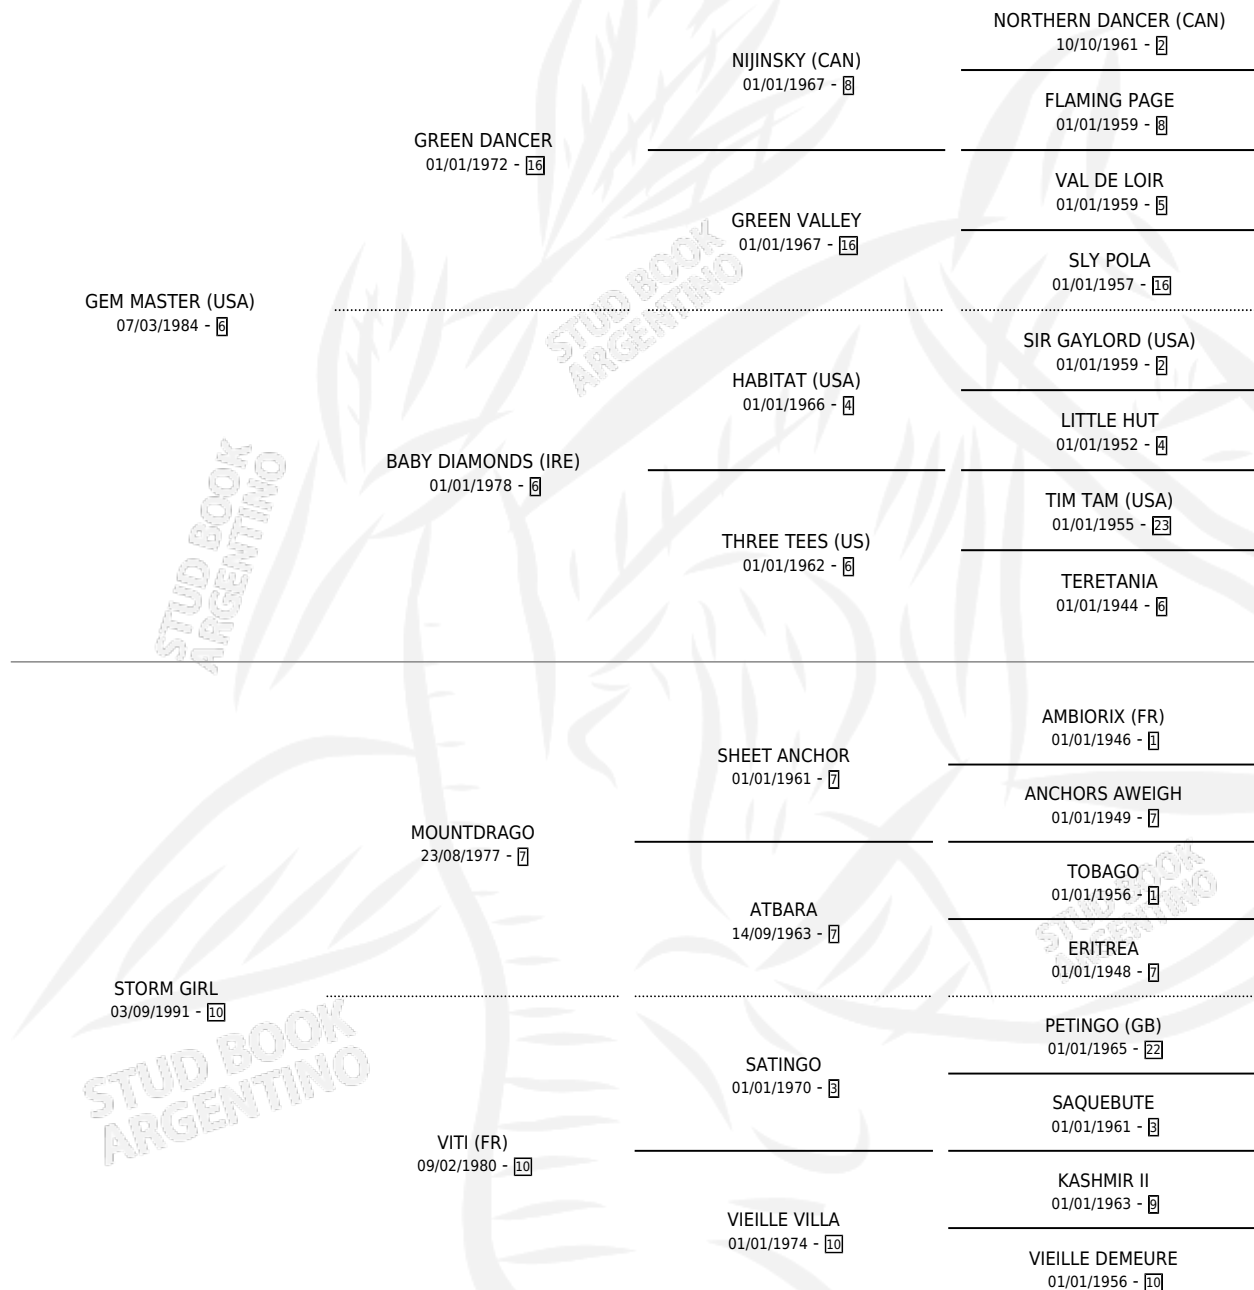 NORTHERN DANCER (CAN)
10/10/1961 - 2
NIJINSKY (CAN)
01/01/1967 - 8
FLAMING PAGE
01/01/1959 - 8
GREEN DANCER
01/01/1972 - 16
VAL DE LOIR
01/01/1959 - 5
GREEN VALLEY
01/01/1967 - 16
SLY POLA
01/01/1957 - 16
GEM MASTER (USA)
07/03/1984 - 6
STUD BOOK
ARGENTINO
SIR GAYLORD (USA)
01/01/1959 - 2
HABITAT (USA)
01/01/1966 - 4
LITTLE HUT
01/01/1952 - 4
BABY DIAMONDS (IRE)
01/01/1978 - 6
TIM TAM (USA)
01/01/1955 - 23
THREE TEES (US)
01/01/1962 - 6
TERETANIA
01/01/1944 - 6
STUD BOOK
ARGENTINO
AMBIORIX (FR)
01/01/1946 - 1
SHEET ANCHOR
01/01/1961 - 7
ANCHORS AWEIGH
01/01/1949 - 7
MOUNTDRAGO
23/08/1977 - 7
TOBAGO
01/01/1956 - 1
ATBARA
14/09/1963 - 7
STUD BOOK
ARGENTINO
ERITREA
01/01/1948 - 7
STORM GIRL
03/09/1991 - 10
STUD BOOK
ARGENTINO
PETINGO (GB)
01/01/1965 - 22
SATINGO
01/01/1970 - 3
SAQUEBUTE
01/01/1961 - 3
VITI (FR)
09/02/1980 - 10
KASHMIR II
01/01/1963 - 9
VIEILLE VILLA
01/01/1974 - 10
VIEILLE DEMEURE
01/01/1956 - 10